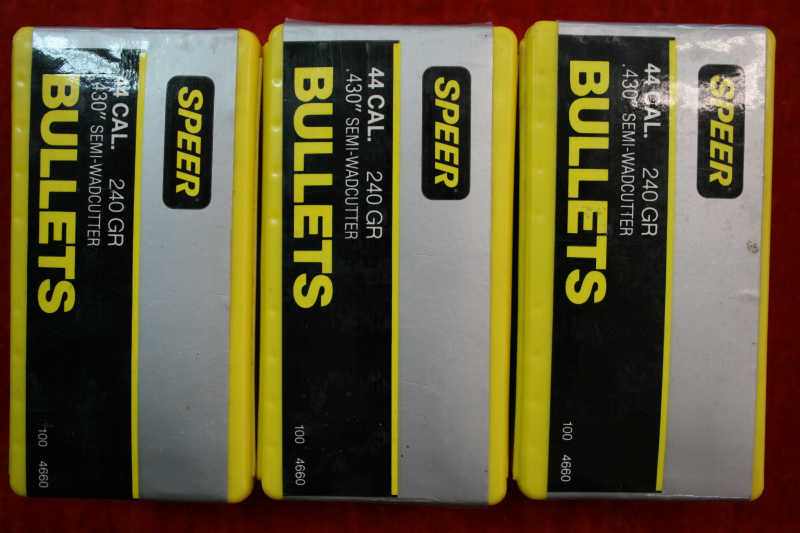 SPEER
44 CAL. 240 GR
.430" SEMI-WADCUTTER
BULLETS
100 4660
SPEER
44 CAL. 240 GR
.430" SEMI-WADCUTTER
BULLETS
100 4660
SPEER
44 CAL. 240 GR
.430" SEMI-WADCUTTER
BULLETS
100 4660